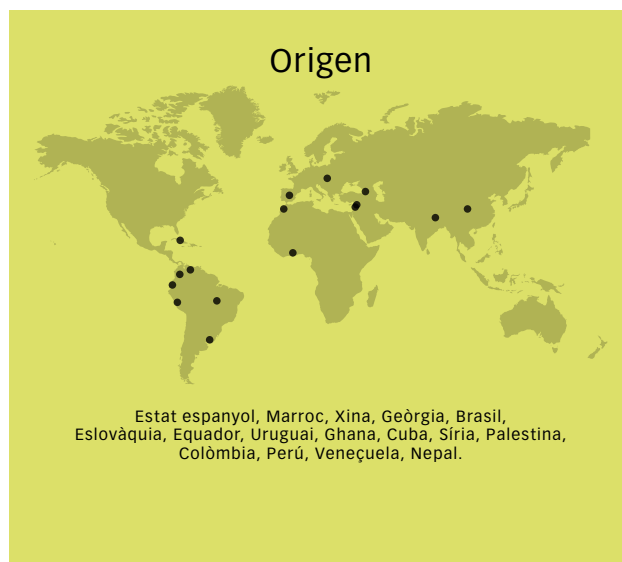 Origen
Estat espanyol, Marroc, Xina, Geòrgia, Brasil,
Eslovàquia, Equador, Uruguai, Ghana, Cuba, Síria, Palestina,
Colòmbia, Perú, Veneçuela, Nepal.